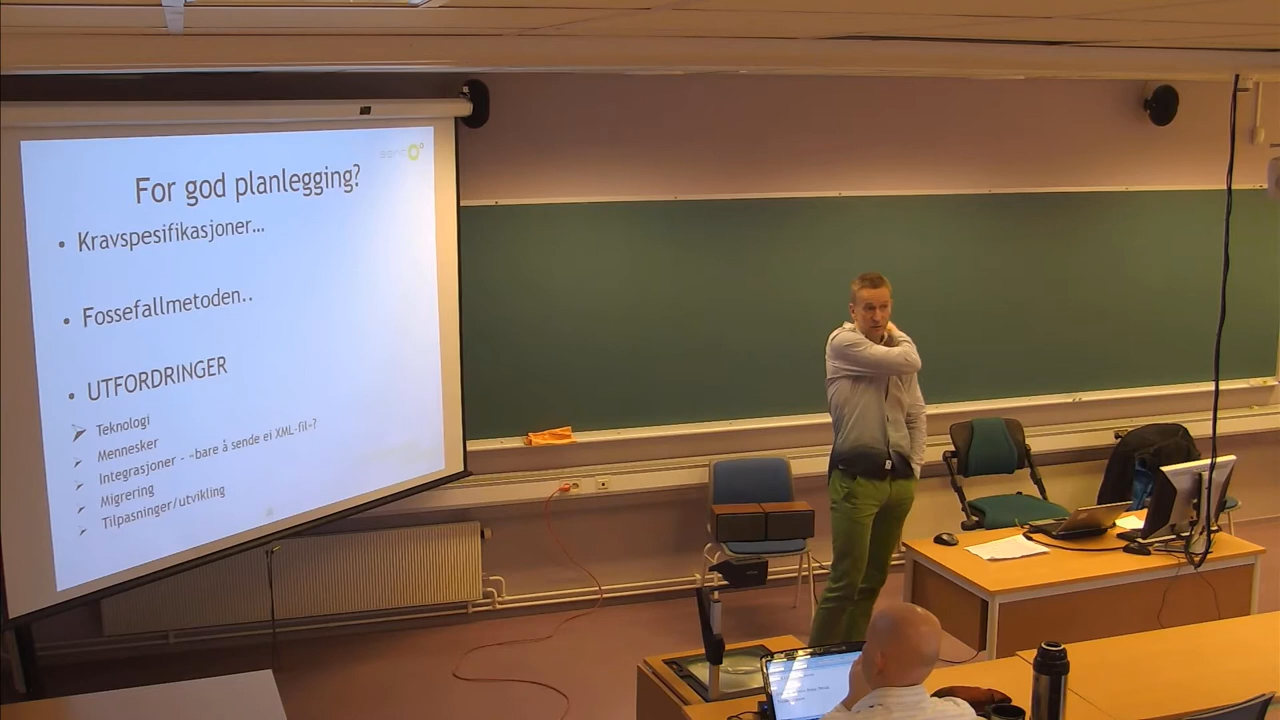 For god planlegging?
• Kravspesifikasjoner…
• Fossefallmetoden..
• UTFORDRINGER
Teknologi
Mennesker
Integrasjoner - «bare å sende ei XML-fil»?
Migrering
Tilpasninger/utvikling